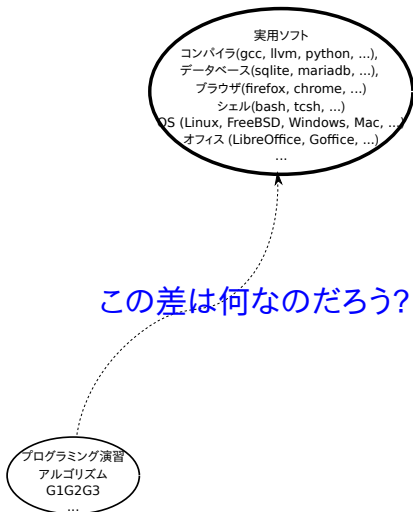 実用ソフト
コンパイラ(gcc, llvm, python, ...),
データベース(sqlite, mariadb, ...),
ブラウザ(firefox, chrome, ...)
シェル(bash, tcsh, ...)
OS (Linux, FreeBSD, Windows, Mac, ...)
オフィス (LibreOffice, Goffice, ...)
...
この差は何なのだろう?
プログラミング演習
アルゴリズム
G1G2G3
...